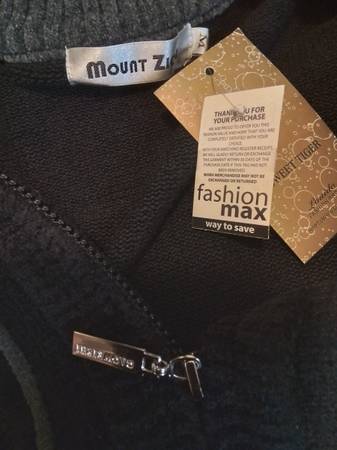 MOUNT
M
THANK YOU FOR
YOUR PURCHASE
WE ARE PROUD TO OFFER YOU THIS
FASHION VALUE AND HOPE THAT YOU ARE
COMPLETELY SATISFIED WITH YOUR
CHOICE.
WITH YOUR MATCHING REGISTER RECEIPT,
WE WILL GLADLY RETURN OR EXCHANGE
THIS GARMENT WITHIN 30 DAYS OF THE
PURCHASE DATE IF THIS TAG HAS NOT
BEEN REMOVED.
WORN MERCHANDISE MAY NOT BE
EXCHANGED OR RETURNED
fashion
max
way to save
TIGER